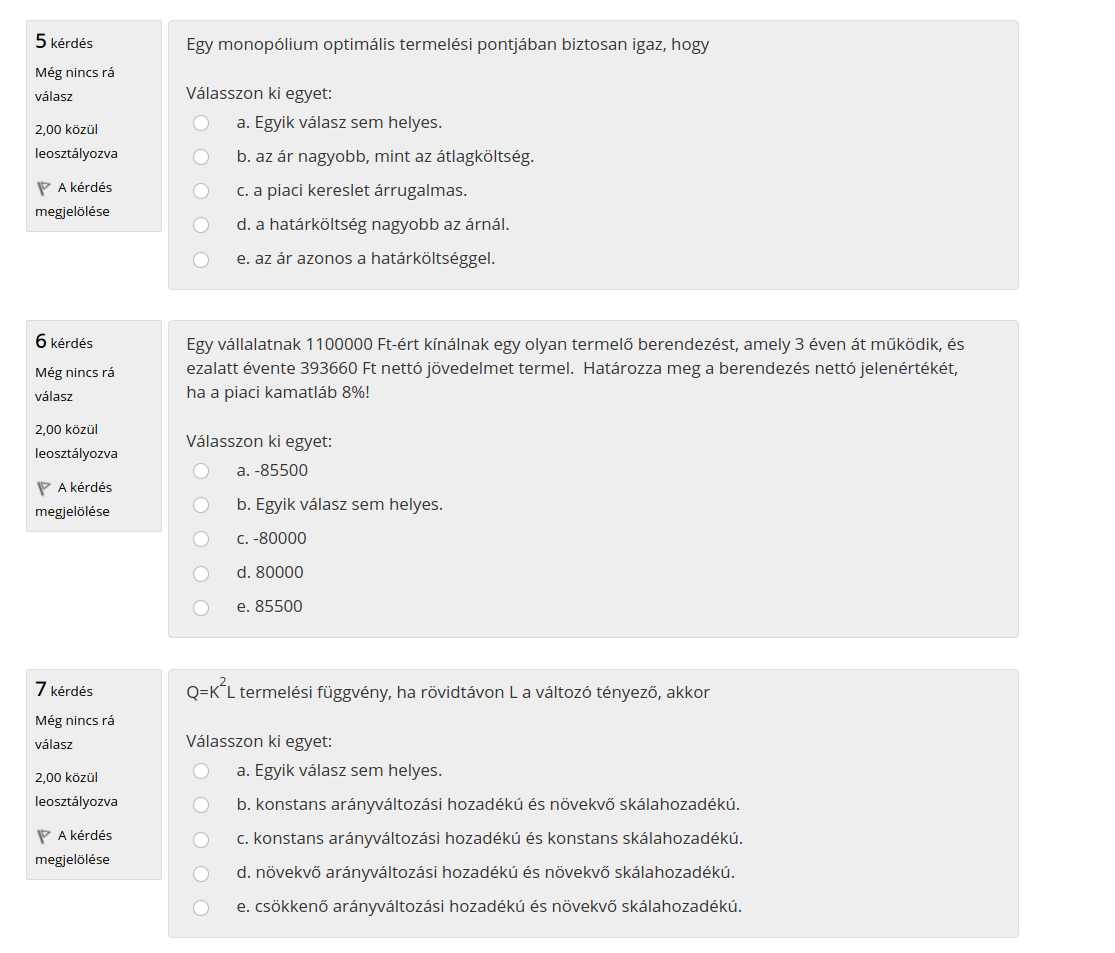 5 kérdés
Még nincs rá
válasz
2,00 közül
leosztályozva
A kérdés
megjelölése
Egy monopólium optimális termelési pontjában biztosan igaz, hogy
Válasszon ki egyet:
a. Egyik válasz sem helyes.
b. az ár nagyobb, mint az átlagköltség.
c. a piaci kereslet árrugalmas.
d. a határköltség nagyobb az árnál.
e. az ár azonos a határköltséggel.
6 kérdés
Még nincs rá
válasz
2,00 közül
leosztályozva
A kérdés
megjelölése
Egy vállalatnak 1100000 Ft-ért kínálnak egy olyan termelő berendezést, amely 3 éven át működik, és
ezalatt évente 393660 Ft nettó jövedelmet termel.  Határozza meg a berendezés nettó jelenértékét,
ha a piaci kamatláb 8%!
Válasszon ki egyet:
a. -85500
b. Egyik válasz sem helyes.
c. -80000
d. 80000
e. 85500
7 kérdés
Még nincs rá
válasz
2,00 közül
leosztályozva
A kérdés
megjelölése
Q=K²L termelési függvény, ha rövidtávon L a változó tényező, akkor
Válasszon ki egyet:
a. Egyik válasz sem helyes.
b. konstans arányváltozási hozadékú és növekvő skálahozadékú.
c. konstans arányváltozási hozadékú és konstans skálahozadékú.
d. növekvő arányváltozási hozadékú és növekvő skálahozadékú.
e. csökkenő arányváltozási hozadékú és növekvő skálahozadékú.